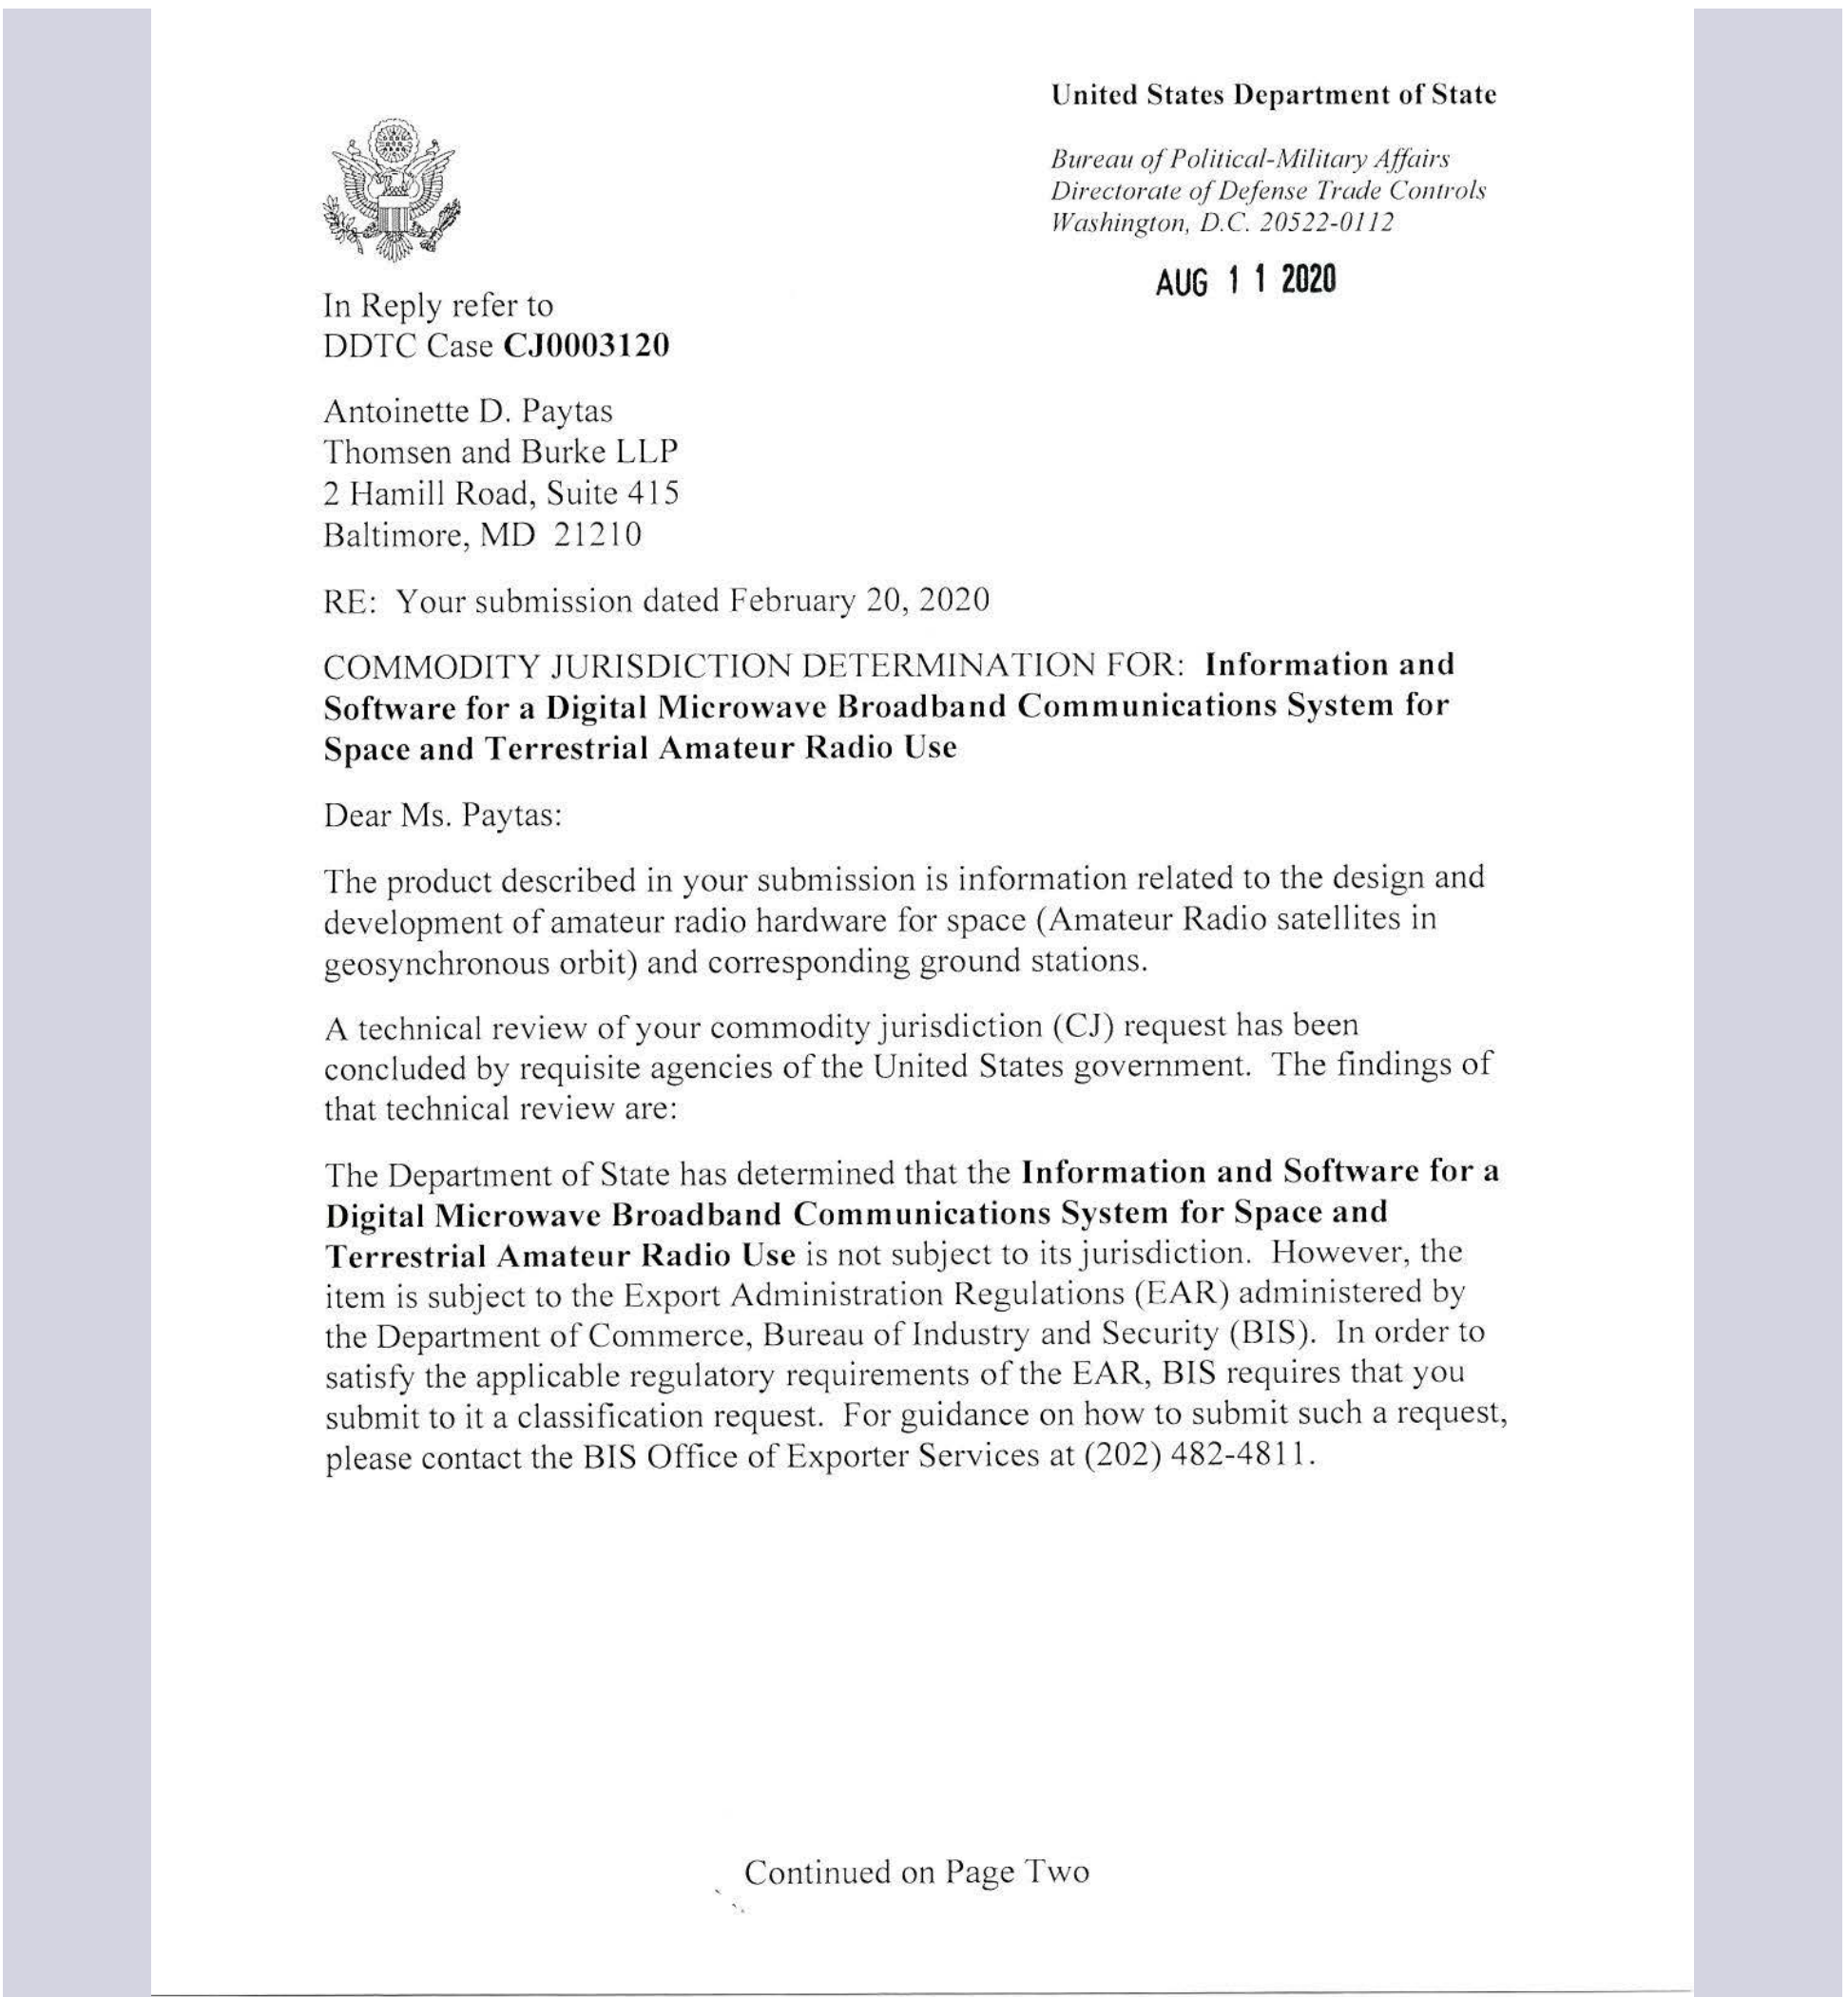 United States Department of State
Bureau of Political-Military Affairs
Directorate of Defense Trade Controls
Washington, D.C. 20522-0112
AUG 1 1 2020
In Reply refer to
DDTC Case CJ0003120
Antoinette D. Paytas
Thomsen and Burke LLP
2 Hamill Road, Suite 415
Baltimore, MD 21210
RE: Your submission dated February 20, 2020
COMMODITY JURISDICTION DETERMINATION FOR: Information and
Software for a Digital Microwave Broadband Communications System for
Space and Terrestrial Amateur Radio Use
Dear Ms. Paytas:
The product described in your submission is information related to the design and
development of amateur radio hardware for space (Amateur Radio satellites in
geosynchronous orbit) and corresponding ground stations.
A technical review of your commodity jurisdiction (CJ) request has been
concluded by requisite agencies of the United States government. The findings of
that technical review are:
The Department of State has determined that the Information and Software for a
Digital Microwave Broadband Communications System for Space and
Terrestrial Amateur Radio Use is not subject to its jurisdiction. However, the
item is subject to the Export Administration Regulations (EAR) administered by
the Department of Commerce, Bureau of Industry and Security (BIS). In order to
satisfy the applicable regulatory requirements of the EAR, BIS requires that you
submit to it a classification request. For guidance on how to submit such a request,
please contact the BIS Office of Exporter Services at (202) 482-4811.
Continued on Page Two